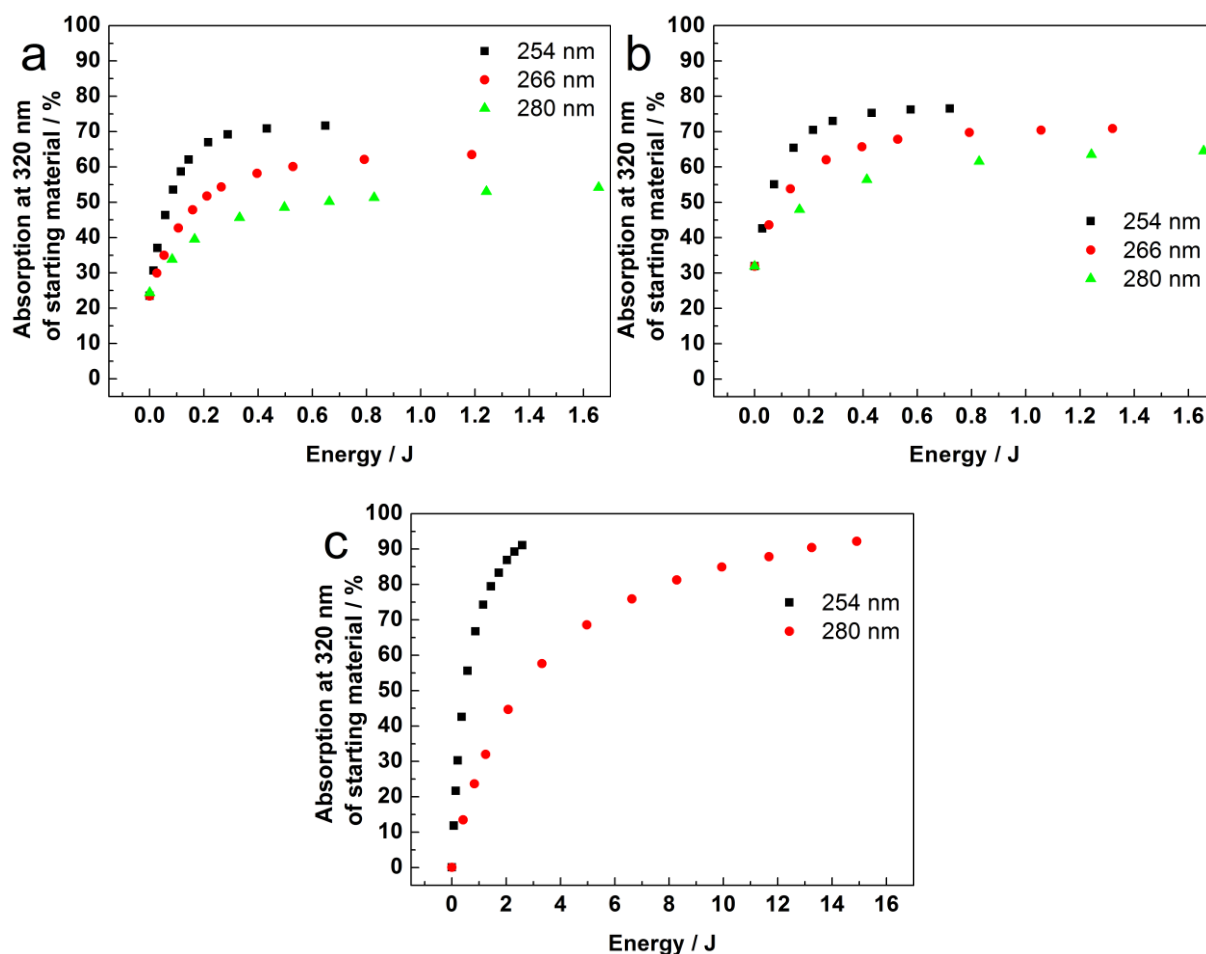 a
254 nm
266 nm
280 nm
Absorption at 320 nm
of starting material / %
100
90
80
70
60
50
40
30
20
10
0
0.0 0.2 0.4 0.6 0.8 1.0 1.2 1.4 1.6
Energy / J
b
254 nm
266 nm
280 nm
Absorption at 320 nm
of starting material / %
100
90
80
70
60
50
40
30
20
10
0
0.0 0.2 0.4 0.6 0.8 1.0 1.2 1.4 1.6
Energy / J
c
254 nm
280 nm
Absorption at 320 nm
of starting material / %
100
90
80
70
60
50
40
30
20
10
0
0 2 4 6 8 10 12 14 16
Energy / J